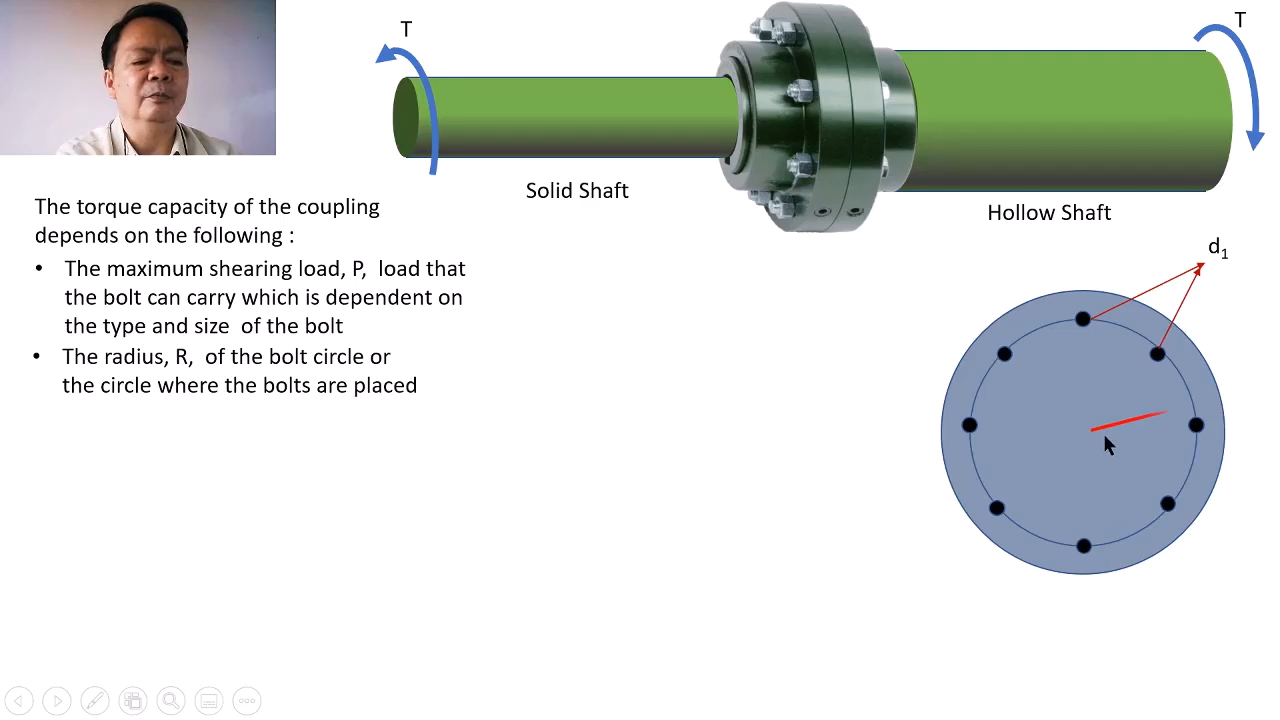 T
T
Solid Shaft
Hollow Shaft
The torque capacity of the coupling
depends on the following :
• The maximum shearing load, P, load that
the bolt can carry which is dependent on
the type and size of the bolt
• The radius, R, of the bolt circle or
the circle where the bolts are placed
d₁